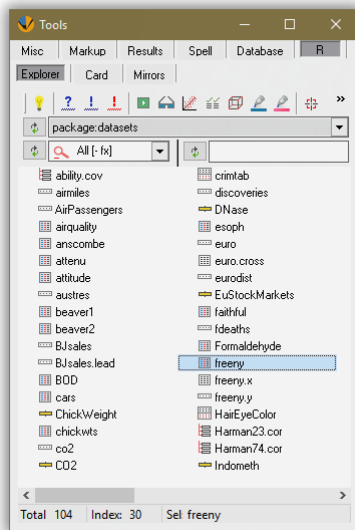 Tools
Misc Markup Results Spell Database R
Explorer Card Mirrors
package:datasets
All [- fx]
ability.cov
airmiles
AirPassengers
airquality
anscombe
attenu
attitude
austres
beaver1
beaver2
BJsales
BJsales.lead
BOD
cars
ChickWeight
chickwts
co2
CO2
crimtab
discoveries
DNase
esoph
euro
euro.cross
eurodist
EuStockMarkets
faithful
fdeaths
Formaldehyde
freeny
freeny.x
freeny.y
HairEyeColor
Harman23.cor
Harman74.cor
Indometh
Total 104 Index: 30 Sel: freeny